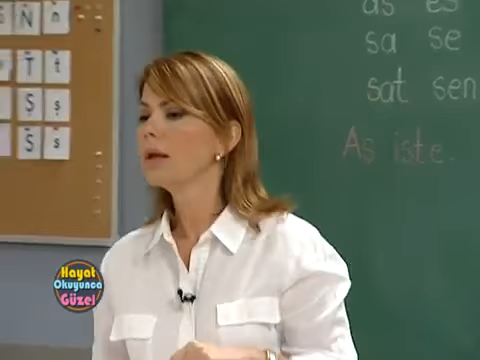 Ñ ñ
T t
Ş ş
Ş ş
as es
sa se
sat sen
As iste.
Hayat
Okuyunca
Güzel